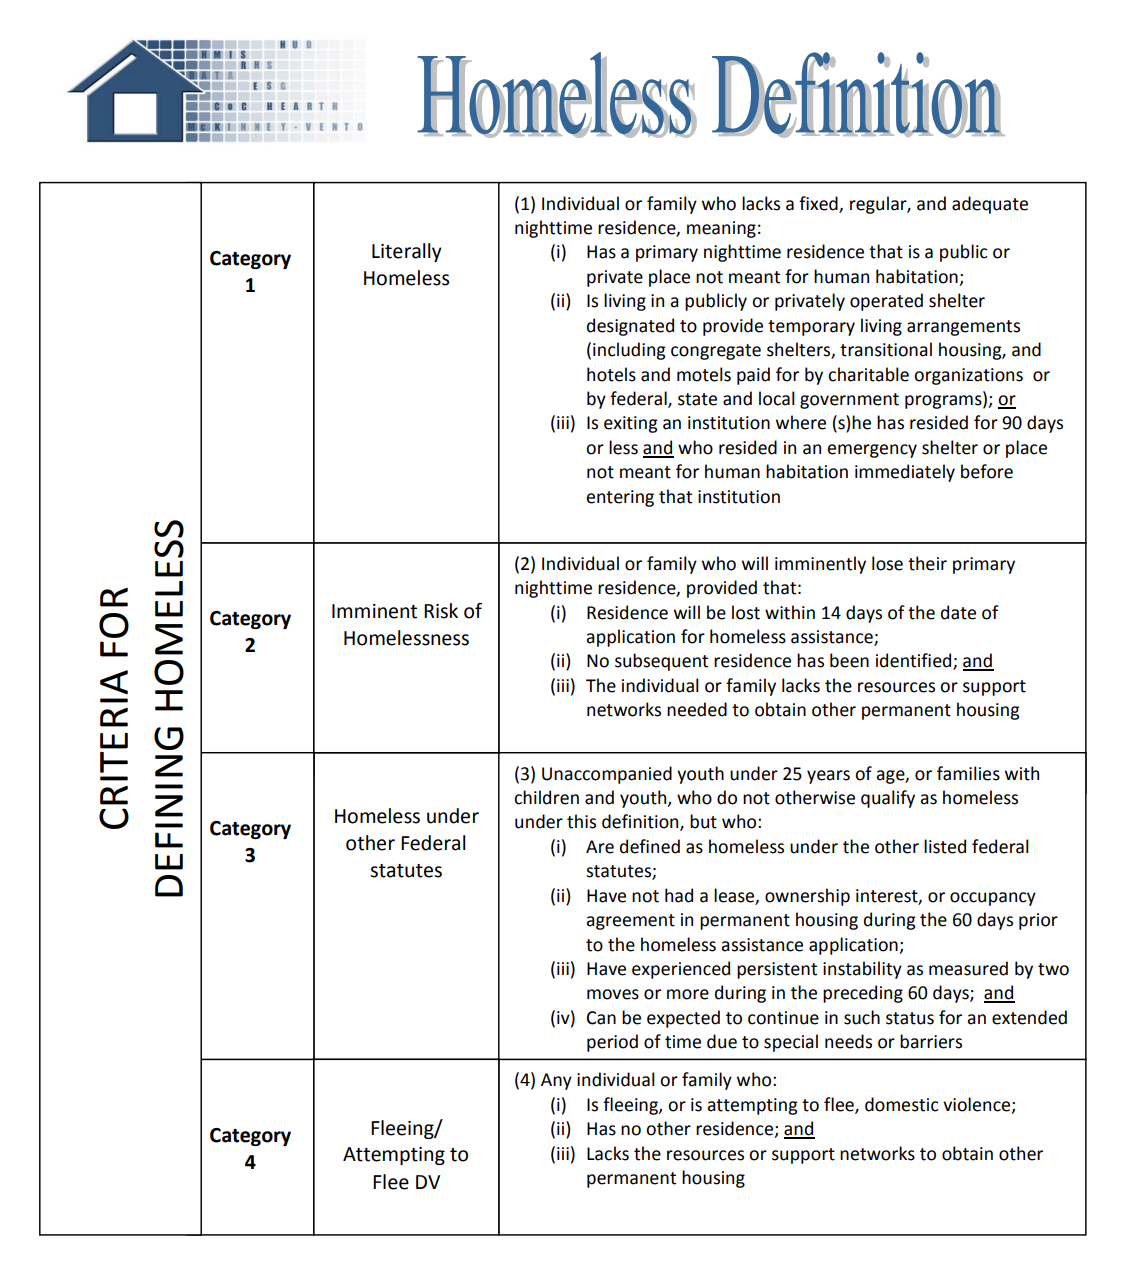 HUD
HMIS
RHS
DATA
ESG
CoC HEARTH
McKINNEY-VENTO
Homeless Definition
CRITERIA FOR
DEFINING HOMELESS
Category
1
Literally
Homeless
(1) Individual or family who lacks a fixed, regular, and adequate
nighttime residence, meaning:
(i) Has a primary nighttime residence that is a public or
private place not meant for human habitation;
(ii) Is living in a publicly or privately operated shelter
designated to provide temporary living arrangements
(including congregate shelters, transitional housing, and
hotels and motels paid for by charitable organizations or
by federal, state and local government programs); or
(iii) Is exiting an institution where (s)he has resided for 90 days
or less and who resided in an emergency shelter or place
not meant for human habitation immediately before
entering that institution
Category
2
Imminent Risk of
Homelessness
(2) Individual or family who will imminently lose their primary
nighttime residence, provided that:
(i) Residence will be lost within 14 days of the date of
application for homeless assistance;
(ii) No subsequent residence has been identified; and
(iii) The individual or family lacks the resources or support
networks needed to obtain other permanent housing
Category
3
Homeless under
other Federal
statutes
(3) Unaccompanied youth under 25 years of age, or families with
children and youth, who do not otherwise qualify as homeless
under this definition, but who:
(i) Are defined as homeless under the other listed federal
statutes;
(ii) Have not had a lease, ownership interest, or occupancy
agreement in permanent housing during the 60 days prior
to the homeless assistance application;
(iii) Have experienced persistent instability as measured by two
moves or more during in the preceding 60 days; and
(iv) Can be expected to continue in such status for an extended
period of time due to special needs or barriers
Category
4
Fleeing/
Attempting to
Flee DV
(4) Any individual or family who:
(i) Is fleeing, or is attempting to flee, domestic violence;
(ii) Has no other residence; and
(iii) Lacks the resources or support networks to obtain other
permanent housing